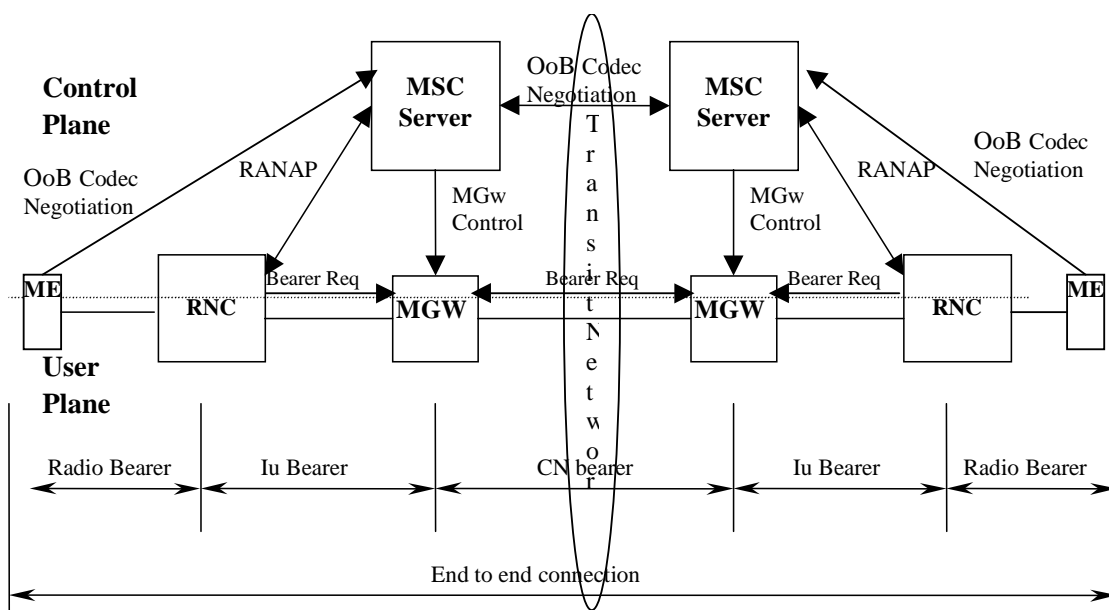 Control
Plane
OoB Codec
Negotiation
MSC
Server
OoB Codec
Negotiation
MSC
Server
OoB Codec
Negotiation
RANAP
MGw
Control
Transit Networ
MGw
Control
RANAP
ME
RNC
Bearer Req
MGW
Bearer Req
MGW
Bearer Req
RNC
ME
User
Plane
Radio Bearer
Iu Bearer
CN bearer
Iu Bearer
Radio Bearer
End to end connection